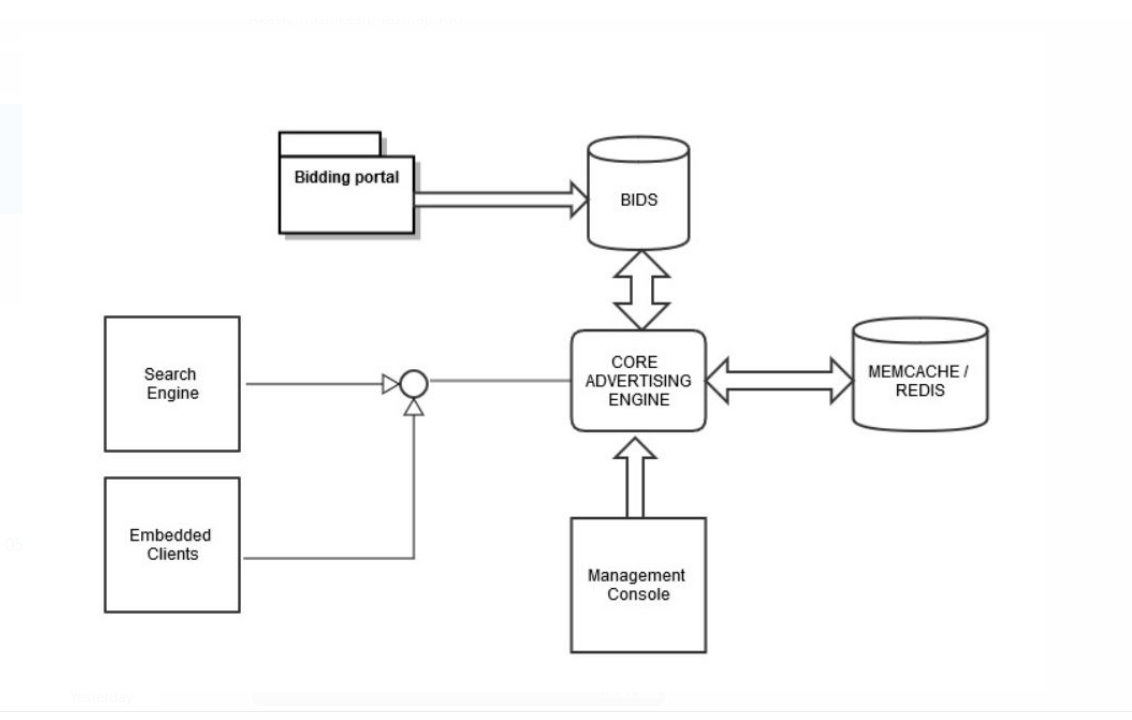 Bidding portal
BIDS
Search
Engine
CORE
ADVERTISING
ENGINE
MEMCACHE /
REDIS
Embedded
Clients
Management
Console